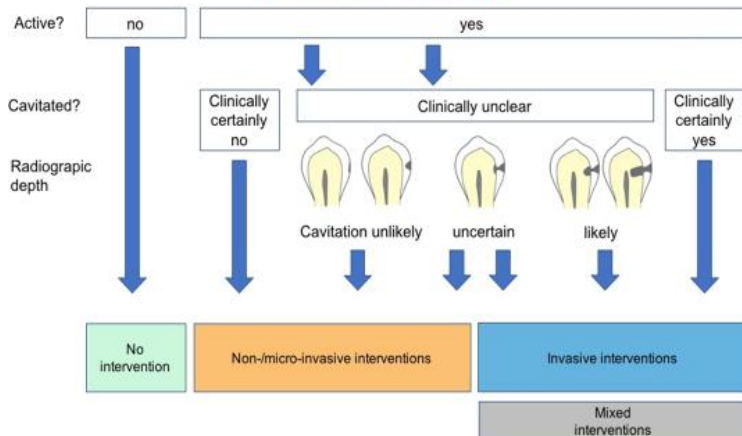 Active?
no
yes
Cavitated?
Clinically
certainly
no
Clinically unclear
Clinically
certainly
yes
Radiograpic
depth
Cavitation unlikely
uncertain
likely
No
intervention
Non-/micro-invasive interventions
Invasive interventions
Mixed
interventions